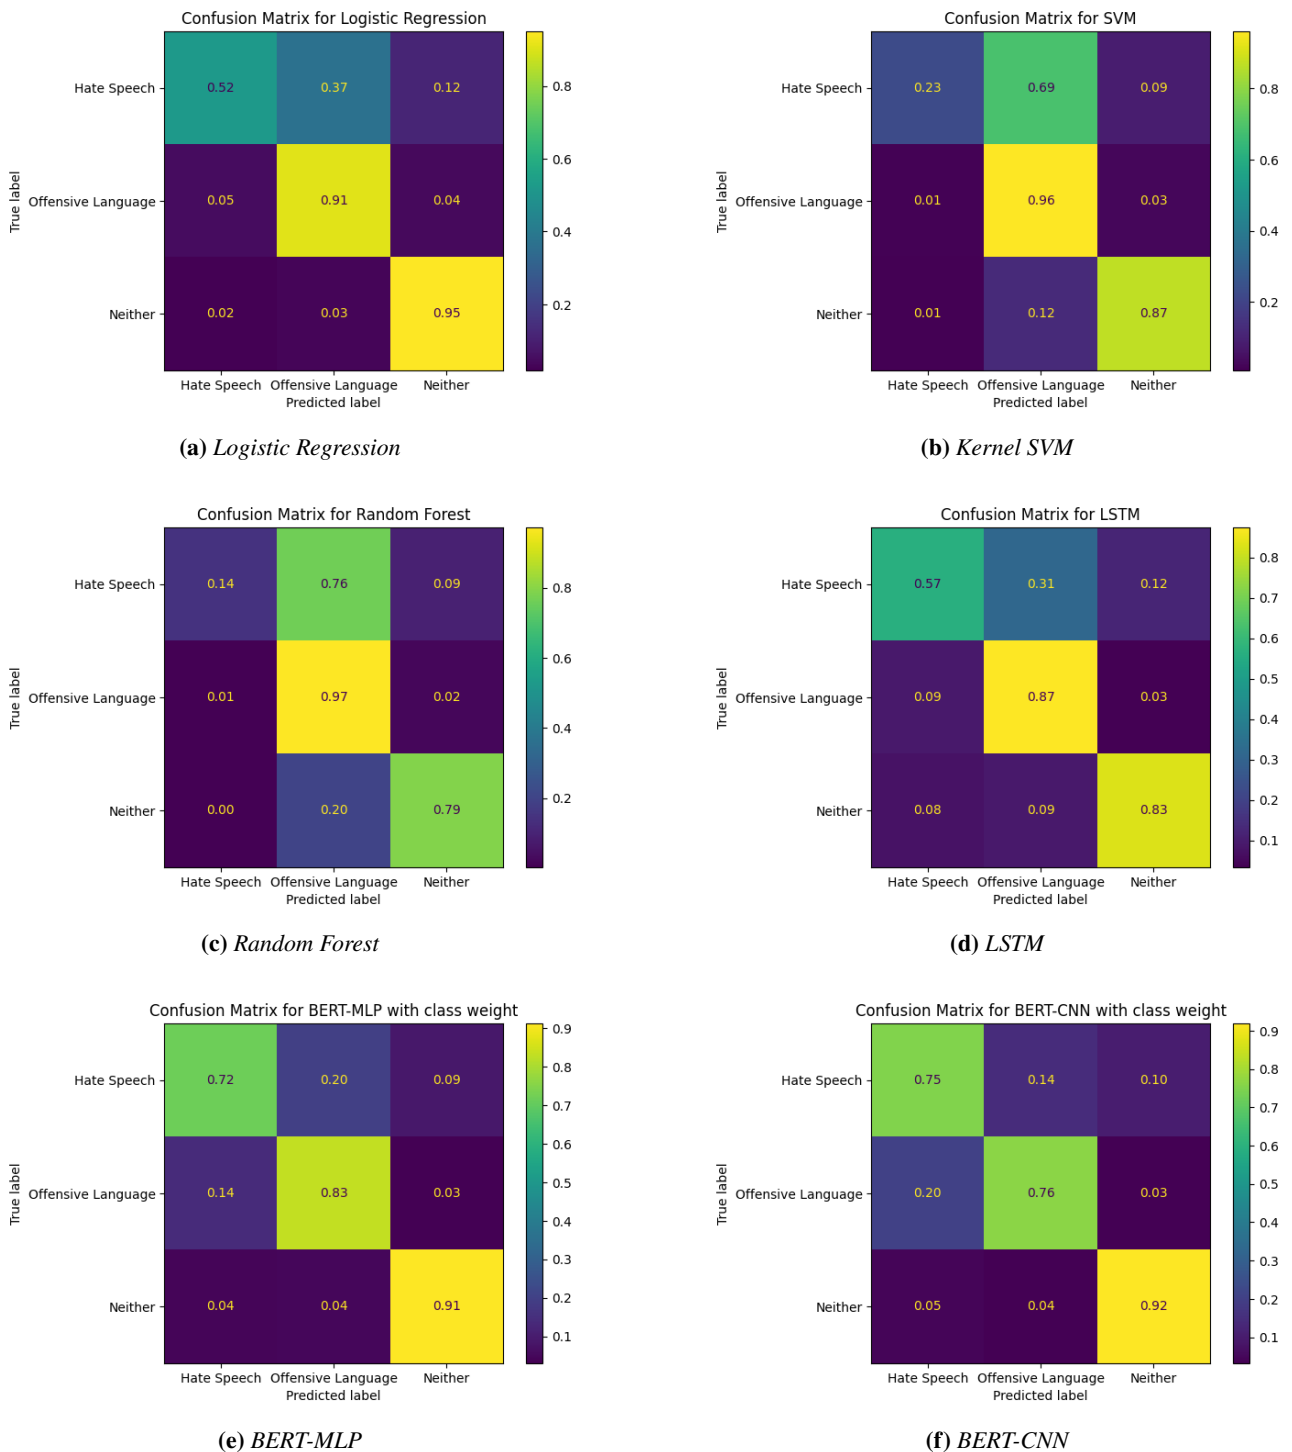 Confusion Matrix for Logistic Regression
Hate Speech 0.52 0.37 0.12
Offensive Language 0.05 0.91 0.04
Neither 0.02 0.03 0.95
True label
Hate Speech Offensive Language Neither
Predicted label
0.8
0.6
0.4
0.2
(a) Logistic Regression
Confusion Matrix for SVM
Hate Speech 0.23 0.69 0.09
Offensive Language 0.01 0.96 0.03
Neither 0.01 0.12 0.87
True label
Hate Speech Offensive Language Neither
Predicted label
0.8
0.6
0.4
0.2
(b) Kernel SVM
Confusion Matrix for Random Forest
Hate Speech 0.14 0.76 0.09
Offensive Language 0.01 0.97 0.02
Neither 0.00 0.20 0.79
True label
Hate Speech Offensive Language Neither
Predicted label
0.8
0.6
0.4
0.2
(c) Random Forest
Confusion Matrix for LSTM
Hate Speech 0.57 0.31 0.12
Offensive Language 0.09 0.87 0.03
Neither 0.08 0.09 0.83
True label
Hate Speech Offensive Language Neither
Predicted label
0.8
0.7
0.6
0.5
0.4
0.3
0.2
0.1
(d) LSTM
Confusion Matrix for BERT-MLP with class weight
Hate Speech 0.72 0.20 0.09
Offensive Language 0.14 0.83 0.03
Neither 0.04 0.04 0.91
True label
Hate Speech Offensive Language Neither
Predicted label
0.9
0.8
0.7
0.6
0.5
0.4
0.3
0.2
0.1
(e) BERT-MLP
Confusion Matrix for BERT-CNN with class weight
Hate Speech 0.75 0.14 0.10
Offensive Language 0.20 0.76 0.03
Neither 0.05 0.04 0.92
True label
Hate Speech Offensive Language Neither
Predicted label
0.9
0.8
0.7
0.6
0.5
0.4
0.3
0.2
0.1
(f) BERT-CNN